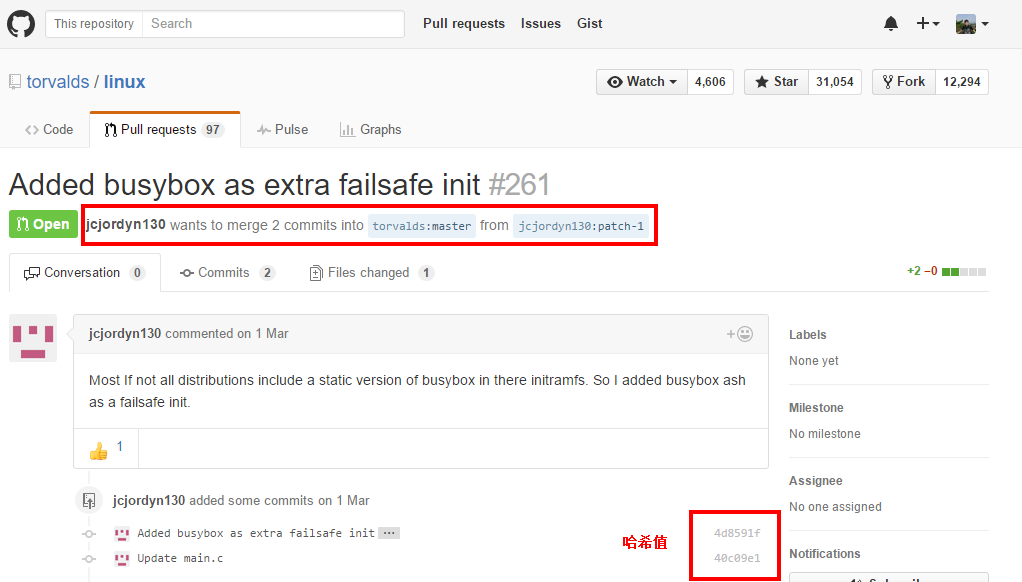 This repository Search Pull requests Issues Gist
torvalds / linux Watch 4,606 Star 31,054 Fork 12,294
Code Pull requests 97 Pulse Graphs
Added busybox as extra failsafe init #261
Open jcjordyn130 wants to merge 2 commits into torvalds:master from jcjordyn130:patch-1
Conversation 0 Commits 2 Files changed 1 +2 −0
jcjordyn130 commented on 1 Mar
Most If not all distributions include a static version of busybox in there initramfs. So I added busybox ash
as a failsafe init.
1
jcjordyn130 added some commits on 1 Mar
Added busybox as extra failsafe init … 4d8591f
哈希值
Update main.c 40c09e1
Labels
None yet
Milestone
No milestone
Assignee
No one assigned
Notifications